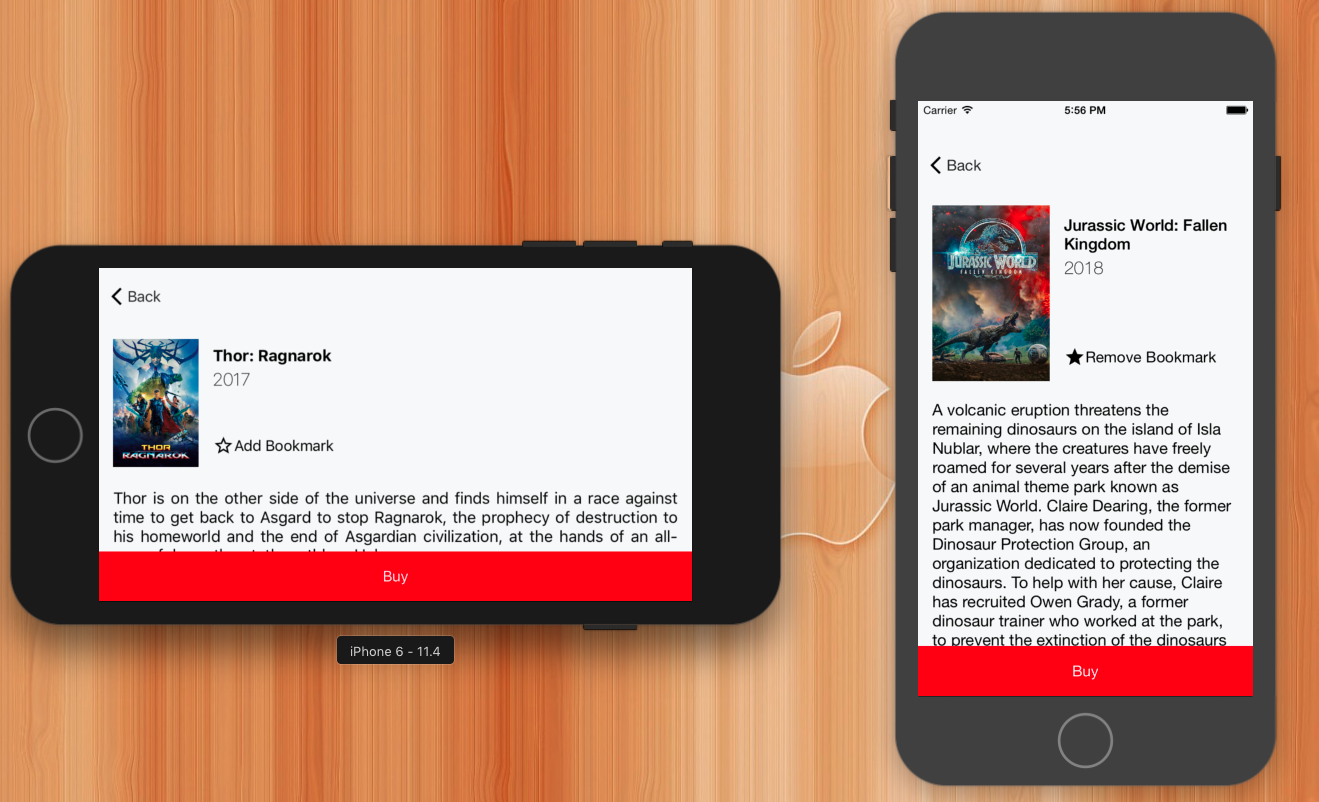 Back
Thor: Ragnarok
2017
THOR
RAGNAROK
Add Bookmark
Thor is on the other side of the universe and finds himself in a race against
time to get back to Asgard to stop Ragnarok, the prophecy of destruction to
his homeworld and the end of Asgardian civilization, at the hands of an all-
Buy
iPhone 6 - 11.4
Carrier
5:56 PM
Back
JURASSIC WORLD
FALLEN KINGDOM
Jurassic World: Fallen
Kingdom
2018
Remove Bookmark
A volcanic eruption threatens the
remaining dinosaurs on the island of Isla
Nublar, where the creatures have freely
roamed for several years after the demise
of an animal theme park known as
Jurassic World. Claire Dearing, the former
park manager, has now founded the
Dinosaur Protection Group, an
organization dedicated to protecting the
dinosaurs. To help with her cause, Claire
has recruited Owen Grady, a former
dinosaur trainer who worked at the park,
to prevent the extinction of the dinosaurs
Buy